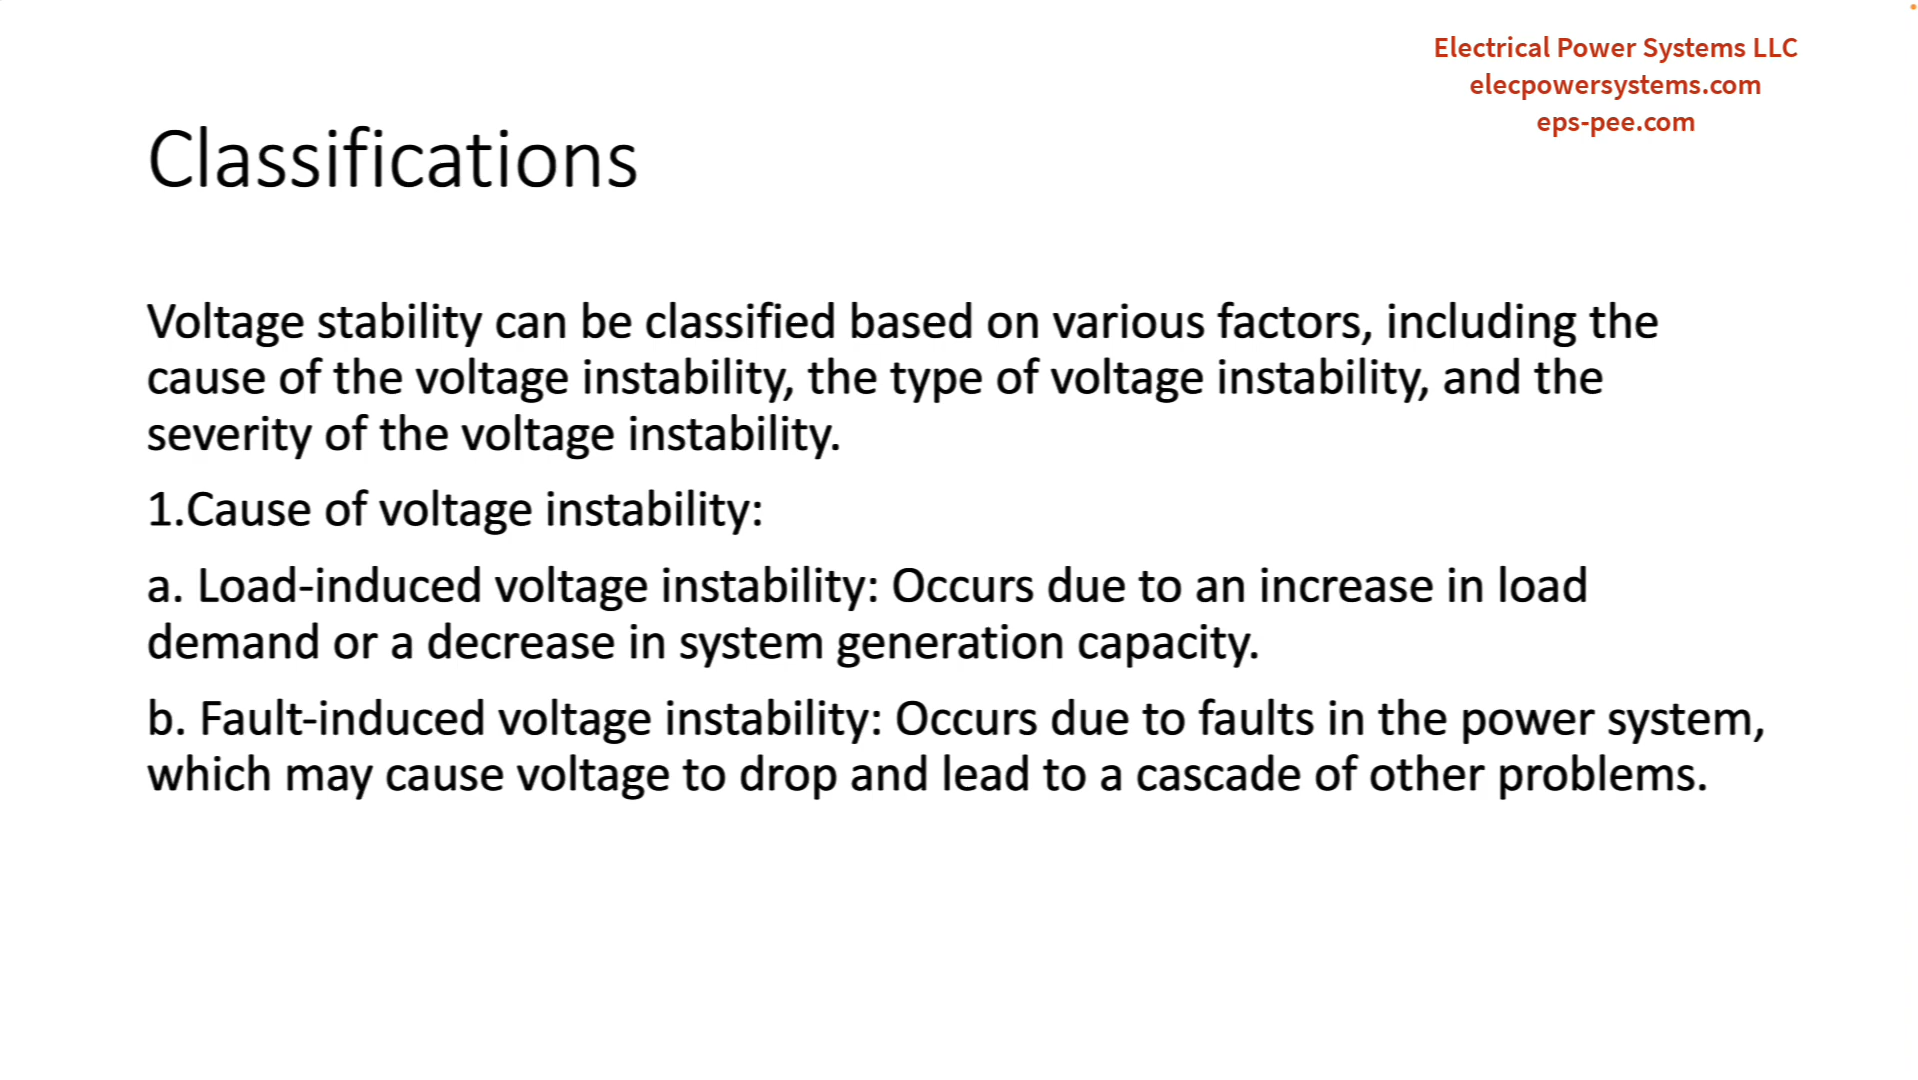 Electrical Power Systems LLC
elecpowersystems.com
eps-pee.com
Classifications
Voltage stability can be classified based on various factors, including the
cause of the voltage instability, the type of voltage instability, and the
severity of the voltage instability.
1.Cause of voltage instability:
a. Load-induced voltage instability: Occurs due to an increase in load
demand or a decrease in system generation capacity.
b. Fault-induced voltage instability: Occurs due to faults in the power system,
which may cause voltage to drop and lead to a cascade of other problems.